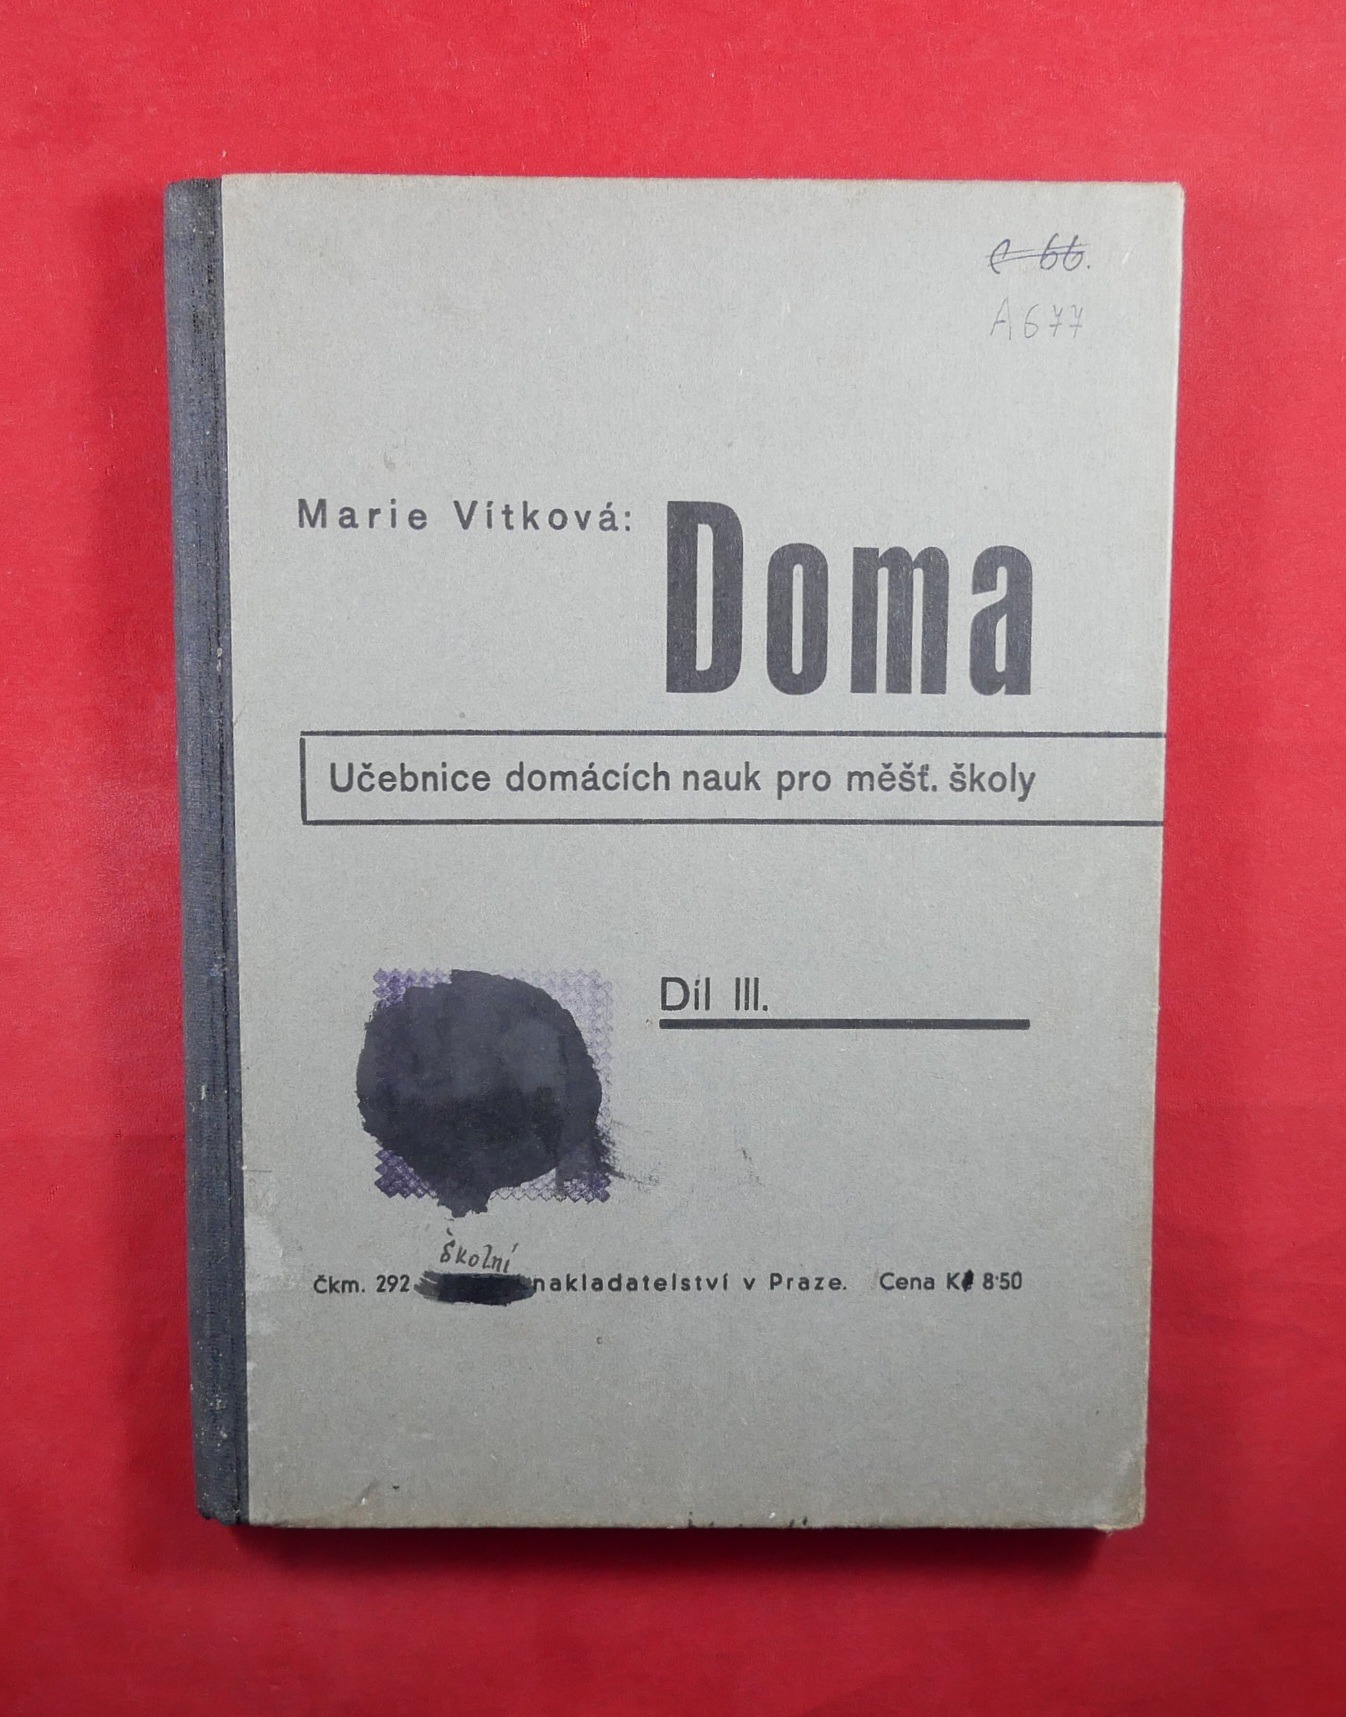 e 66.
A677
Marie Vítková: Doma
Učebnice domácích nauk pro měšť. školy
Díl III.
školní
Čkm. 292 nakladatelství v Praze. Cena K 8·50